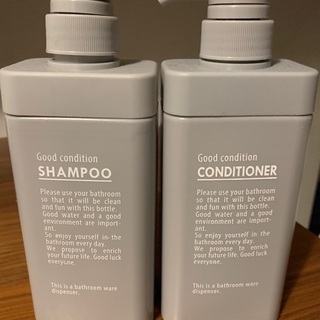 Good condition
SHAMPOO
Please use your bathroom
so that it will be clean
and fun with this bottle.
Good water and a good
environment are import-
ant.
So enjoy yourself in the
bathroom every day.
We propose to enrich
your future life. Good luck
everyone.
This is a bathroom ware
dispenser.
Good condition
CONDITIONER
Please use your bathroom
so that it will be clean
and fun with this bottle.
Good water and a good
environment are import-
ant.
So enjoy yourself in the
bathroom every day.
We propose to enrich
your future life. Good luck
everyone.
This is a bathroom ware
dispenser.